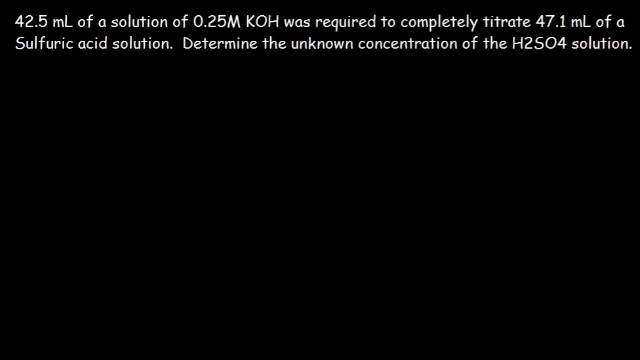 42.5 mL of a solution of 0.25M KOH was required to completely titrate 47.1 mL of a
Sulfuric acid solution.  Determine the unknown concentration of the H2SO4 solution.